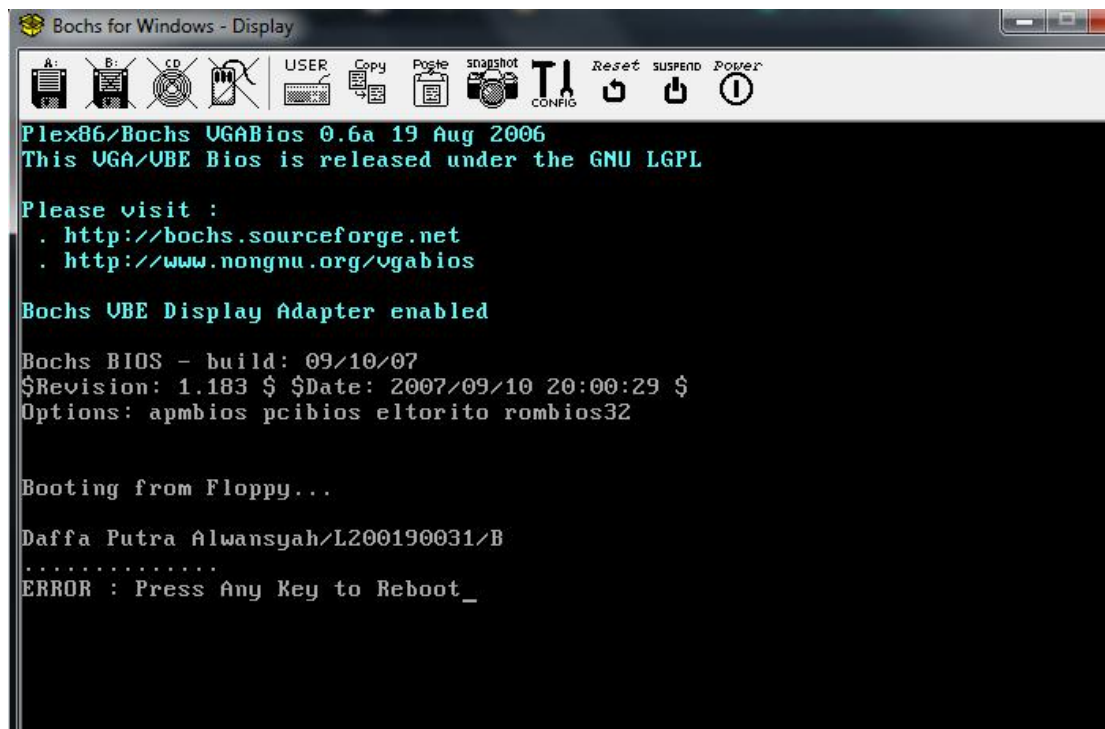 Bochs for Windows - Display
A: B: CD USER Copy Paste snapshot CONFIG Reset SUSPEND Power
Plex86/Bochs VGABios 0.6a 19 Aug 2006
This VGA/VBE Bios is released under the GNU LGPL
Please visit :
. http://bochs.sourceforge.net
. http://www.nongnu.org/vgabios
Bochs VBE Display Adapter enabled
Bochs BIOS - build: 09/10/07
$Revision: 1.183 $ $Date: 2007/09/10 20:00:29 $
Options: apmbios pcibios eltorito rombios32
Booting from Floppy...
Daffa Putra Alwansyah/L200190031/B
..............
ERROR : Press Any Key to Reboot_